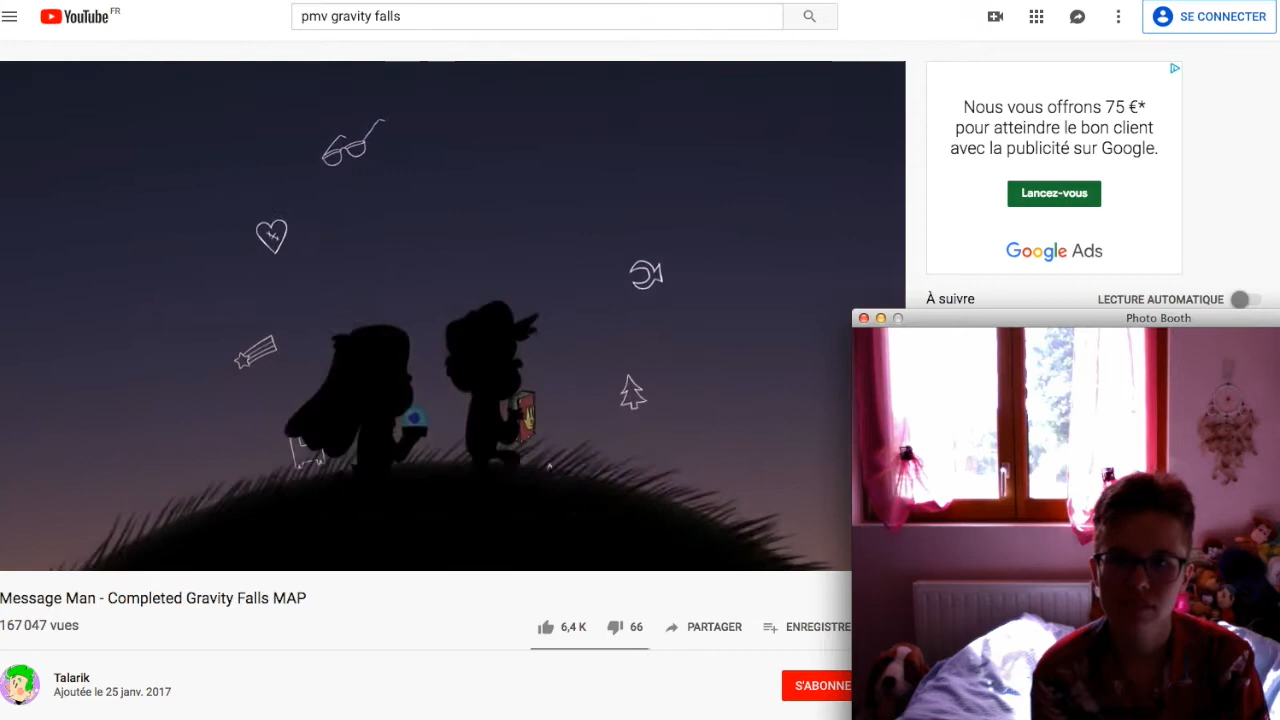 YouTube FR
pmv gravity falls
SE CONNECTER
Nous vous offrons 75 €*
pour atteindre le bon client
avec la publicité sur Google.
Lancez-vous
Google Ads
À suivre
LECTURE AUTOMATIQUE
Photo Booth
Message Man - Completed Gravity Falls MAP
167 047 vues
6,4 K
66
PARTAGER
ENREGISTRE
Talarik
Ajoutée le 25 janv. 2017
S'ABONNE